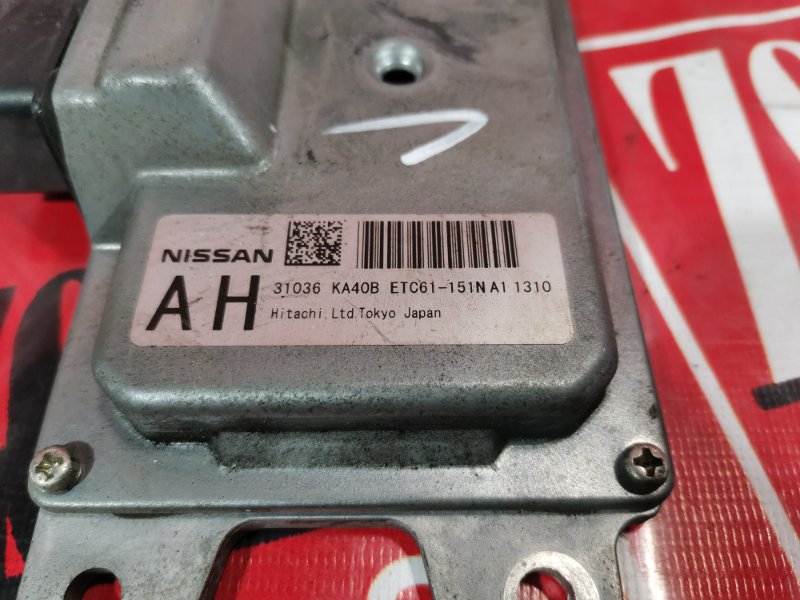 NISSAN
AH
31036 KA40B ETC61-151N A1 1310
Hitachi, Ltd. Tokyo Japan